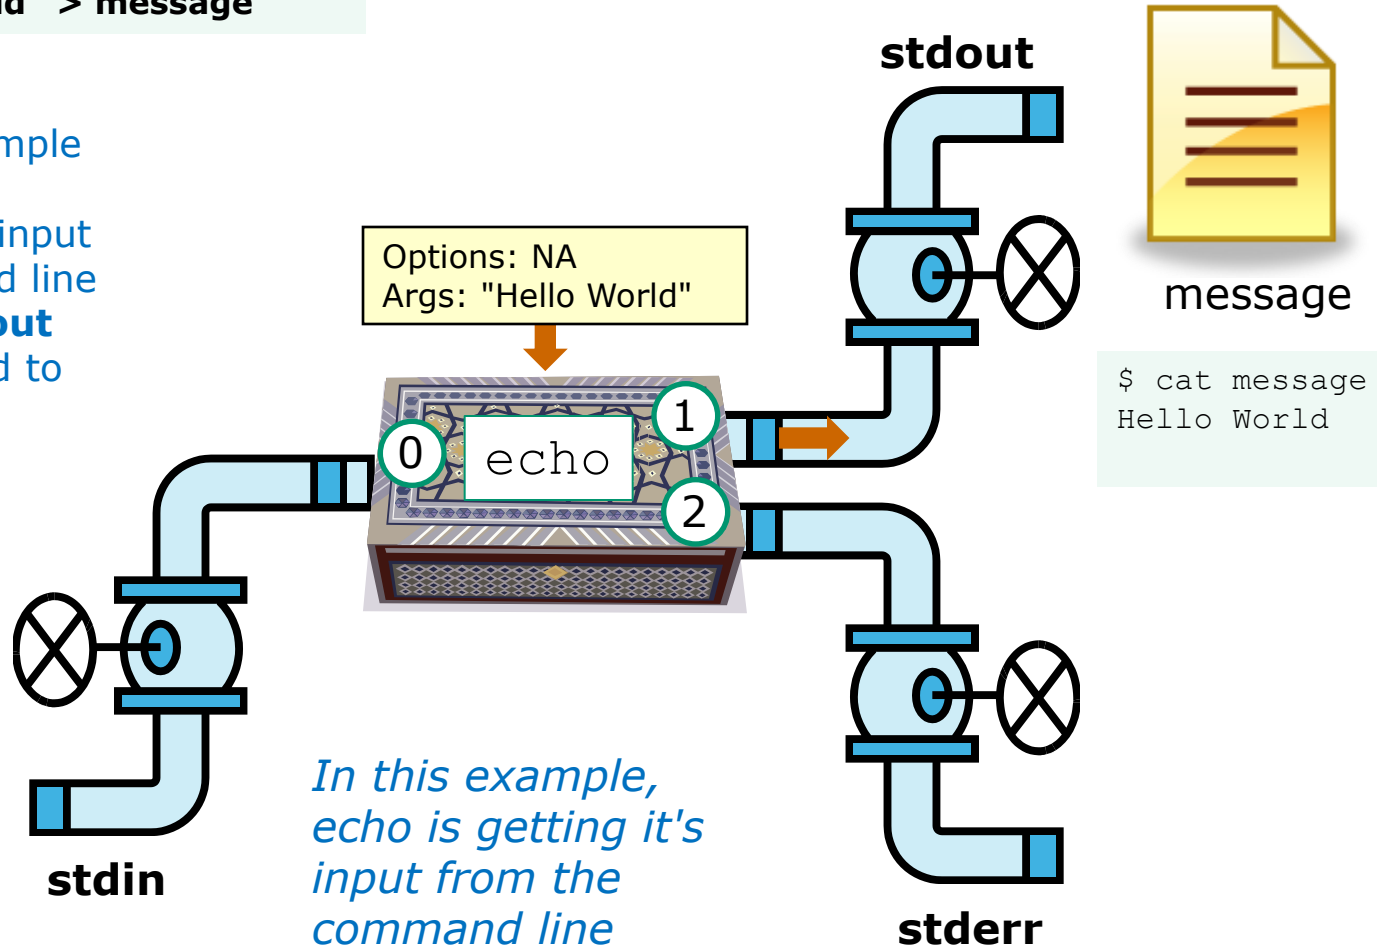 > message
mple
input
d line
out
d to
stdout
Options: NA
Args: "Hello World"
message
$ cat message
Hello World
0
1
echo
2
stdin
In this example,
echo is getting it's
input from the
command line
stderr